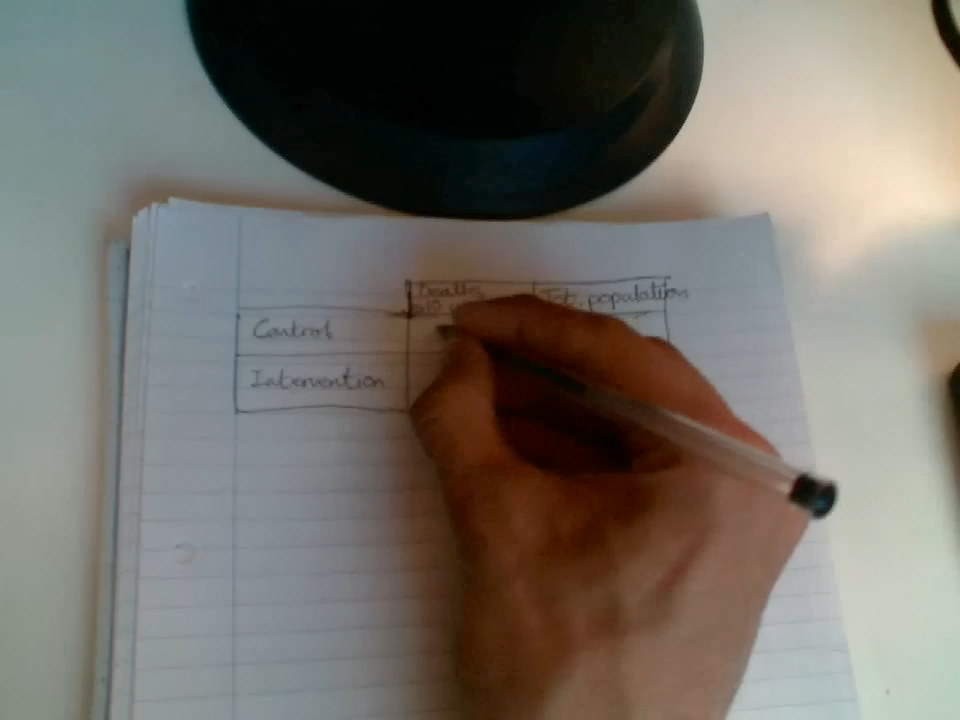 Deaths
Tot. population
Control
Intervention